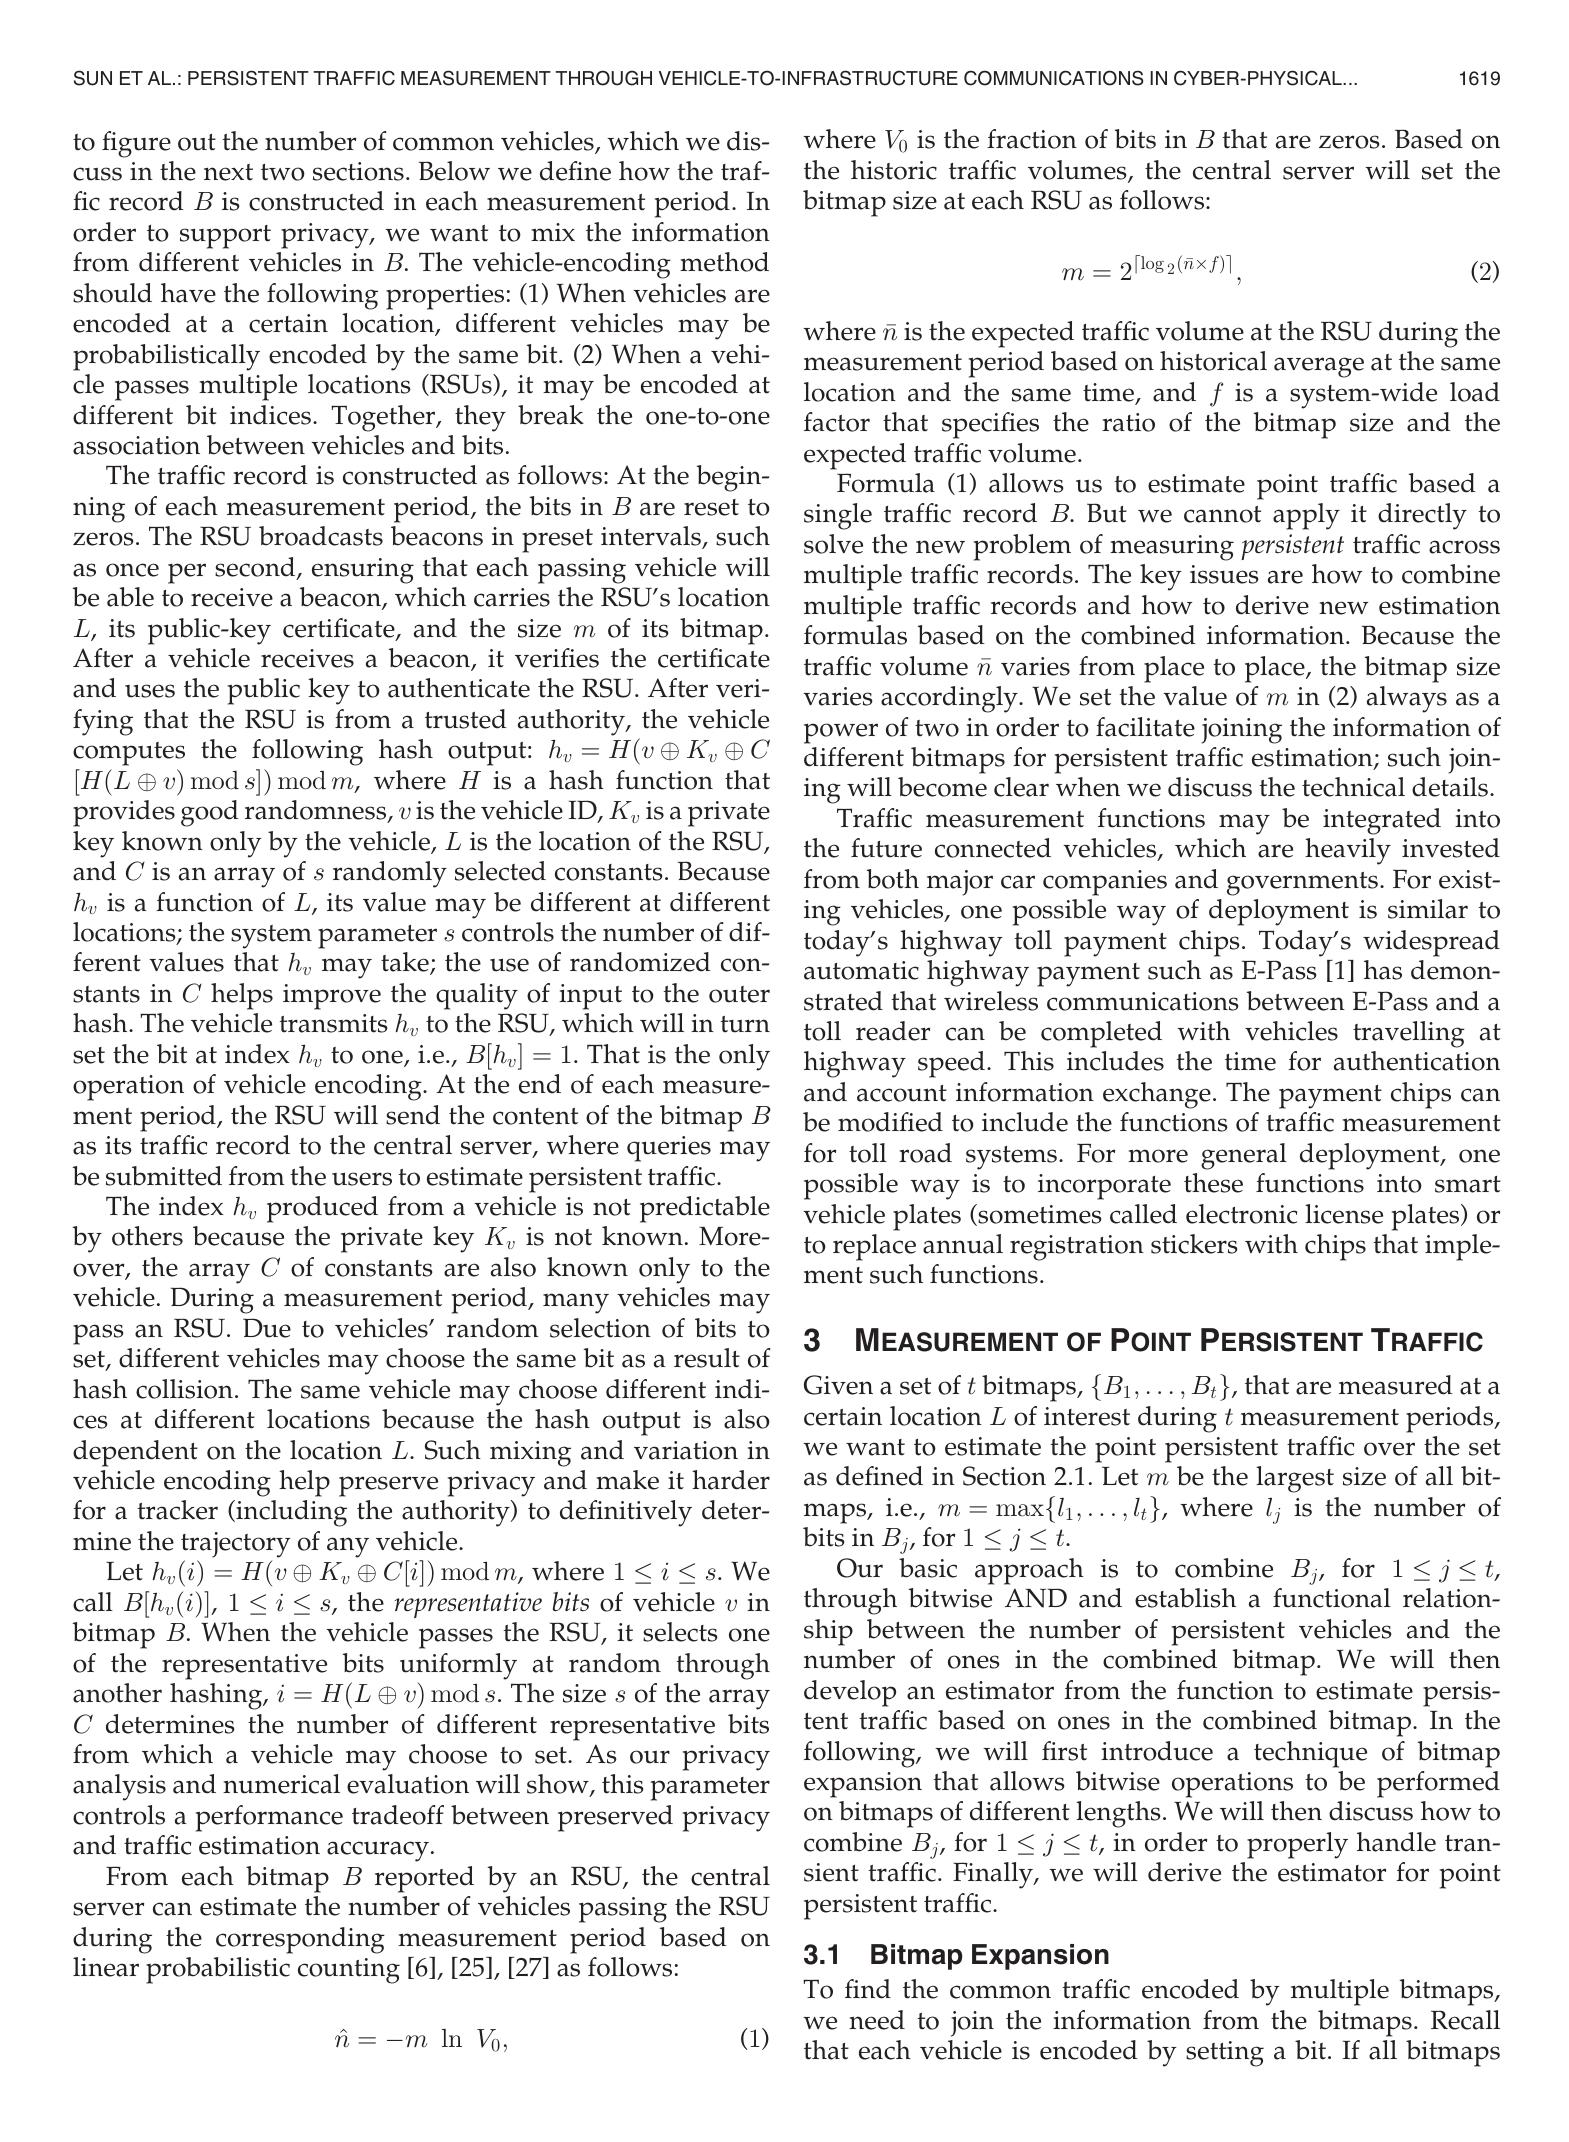 SUN ET AL.: PERSISTENT TRAFFIC MEASUREMENT THROUGH VEHICLE-TO-INFRASTRUCTURE COMMUNICATIONS IN CYBER-PHYSICAL... 1619
to figure out the number of common vehicles, which we dis-
cuss in the next two sections. Below we define how the traf-
fic record B is constructed in each measurement period. In
order to support privacy, we want to mix the information
from different vehicles in B. The vehicle-encoding method
should have the following properties: (1) When vehicles are
encoded at a certain location, different vehicles may be
probabilistically encoded by the same bit. (2) When a vehi-
cle passes multiple locations (RSUs), it may be encoded at
different bit indices. Together, they break the one-to-one
association between vehicles and bits.
The traffic record is constructed as follows: At the begin-
ning of each measurement period, the bits in B are reset to
zeros. The RSU broadcasts beacons in preset intervals, such
as once per second, ensuring that each passing vehicle will
be able to receive a beacon, which carries the RSU's location
L, its public-key certificate, and the size m of its bitmap.
After a vehicle receives a beacon, it verifies the certificate
and uses the public key to authenticate the RSU. After veri-
fying that the RSU is from a trusted authority, the vehicle
computes the following hash output: h_v = H(v ⊕ K_v ⊕ C
[H(L ⊕ v) mod s]) mod m, where H is a hash function that
provides good randomness, v is the vehicle ID, K_v is a private
key known only by the vehicle, L is the location of the RSU,
and C is an array of s randomly selected constants. Because
h_v is a function of L, its value may be different at different
locations; the system parameter s controls the number of dif-
ferent values that h_v may take; the use of randomized con-
stants in C helps improve the quality of input to the outer
hash. The vehicle transmits h_v to the RSU, which will in turn
set the bit at index h_v to one, i.e., B[h_v] = 1. That is the only
operation of vehicle encoding. At the end of each measure-
ment period, the RSU will send the content of the bitmap B
as its traffic record to the central server, where queries may
be submitted from the users to estimate persistent traffic.
The index h_v produced from a vehicle is not predictable
by others because the private key K_v is not known. More-
over, the array C of constants are also known only to the
vehicle. During a measurement period, many vehicles may
pass an RSU. Due to vehicles' random selection of bits to
set, different vehicles may choose the same bit as a result of
hash collision. The same vehicle may choose different indi-
ces at different locations because the hash output is also
dependent on the location L. Such mixing and variation in
vehicle encoding help preserve privacy and make it harder
for a tracker (including the authority) to definitively deter-
mine the trajectory of any vehicle.
Let h_v(i) = H(v ⊕ K_v ⊕ C[i]) mod m, where 1 ≤ i ≤ s. We
call B[h_v(i)], 1 ≤ i ≤ s, the representative bits of vehicle v in
bitmap B. When the vehicle passes the RSU, it selects one
of the representative bits uniformly at random through
another hashing, i = H(L ⊕ v) mod s. The size s of the array
C determines the number of different representative bits
from which a vehicle may choose to set. As our privacy
analysis and numerical evaluation will show, this parameter
controls a performance tradeoff between preserved privacy
and traffic estimation accuracy.
From each bitmap B reported by an RSU, the central
server can estimate the number of vehicles passing the RSU
during the corresponding measurement period based on
linear probabilistic counting [6], [25], [27] as follows:
n̂ = −m ln V_0, (1)
where V_0 is the fraction of bits in B that are zeros. Based on
the historic traffic volumes, the central server will set the
bitmap size at each RSU as follows:
m = 2^{⌈log_2(n̄×f)⌉}, (2)
where n̄ is the expected traffic volume at the RSU during the
measurement period based on historical average at the same
location and the same time, and f is a system-wide load
factor that specifies the ratio of the bitmap size and the
expected traffic volume.
Formula (1) allows us to estimate point traffic based a
single traffic record B. But we cannot apply it directly to
solve the new problem of measuring persistent traffic across
multiple traffic records. The key issues are how to combine
multiple traffic records and how to derive new estimation
formulas based on the combined information. Because the
traffic volume n̄ varies from place to place, the bitmap size
varies accordingly. We set the value of m in (2) always as a
power of two in order to facilitate joining the information of
different bitmaps for persistent traffic estimation; such join-
ing will become clear when we discuss the technical details.
Traffic measurement functions may be integrated into
the future connected vehicles, which are heavily invested
from both major car companies and governments. For exist-
ing vehicles, one possible way of deployment is similar to
today's highway toll payment chips. Today's widespread
automatic highway payment such as E-Pass [1] has demon-
strated that wireless communications between E-Pass and a
toll reader can be completed with vehicles travelling at
highway speed. This includes the time for authentication
and account information exchange. The payment chips can
be modified to include the functions of traffic measurement
for toll road systems. For more general deployment, one
possible way is to incorporate these functions into smart
vehicle plates (sometimes called electronic license plates) or
to replace annual registration stickers with chips that imple-
ment such functions.
3 MEASUREMENT OF POINT PERSISTENT TRAFFIC
Given a set of t bitmaps, {B_1, . . . , B_t}, that are measured at a
certain location L of interest during t measurement periods,
we want to estimate the point persistent traffic over the set
as defined in Section 2.1. Let m be the largest size of all bit-
maps, i.e., m = max{l_1, . . . , l_t}, where l_j is the number of
bits in B_j, for 1 ≤ j ≤ t.
Our basic approach is to combine B_j, for 1 ≤ j ≤ t,
through bitwise AND and establish a functional relation-
ship between the number of persistent vehicles and the
number of ones in the combined bitmap. We will then
develop an estimator from the function to estimate persis-
tent traffic based on ones in the combined bitmap. In the
following, we will first introduce a technique of bitmap
expansion that allows bitwise operations to be performed
on bitmaps of different lengths. We will then discuss how to
combine B_j, for 1 ≤ j ≤ t, in order to properly handle tran-
sient traffic. Finally, we will derive the estimator for point
persistent traffic.
3.1 Bitmap Expansion
To find the common traffic encoded by multiple bitmaps,
we need to join the information from the bitmaps. Recall
that each vehicle is encoded by setting a bit. If all bitmaps